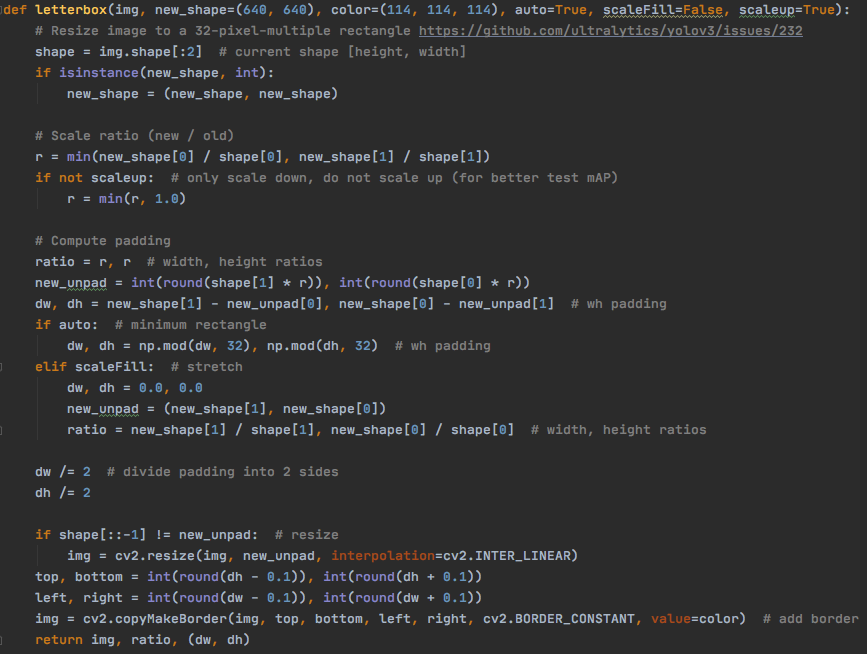 def letterbox(img, new_shape=(640, 640), color=(114, 114, 114), auto=True, scaleFill=False, scaleup=True):
    # Resize image to a 32-pixel-multiple rectangle https://github.com/ultralytics/yolov3/issues/232
    shape = img.shape[:2]  # current shape [height, width]
    if isinstance(new_shape, int):
        new_shape = (new_shape, new_shape)

    # Scale ratio (new / old)
    r = min(new_shape[0] / shape[0], new_shape[1] / shape[1])
    if not scaleup:  # only scale down, do not scale up (for better test mAP)
        r = min(r, 1.0)

    # Compute padding
    ratio = r, r  # width, height ratios
    new_unpad = int(round(shape[1] * r)), int(round(shape[0] * r))
    dw, dh = new_shape[1] - new_unpad[0], new_shape[0] - new_unpad[1]  # wh padding
    if auto:  # minimum rectangle
        dw, dh = np.mod(dw, 32), np.mod(dh, 32)  # wh padding
    elif scaleFill:  # stretch
        dw, dh = 0.0, 0.0
        new_unpad = (new_shape[1], new_shape[0])
        ratio = new_shape[1] / shape[1], new_shape[0] / shape[0]  # width, height ratios

    dw /= 2  # divide padding into 2 sides
    dh /= 2

    if shape[::-1] != new_unpad:  # resize
        img = cv2.resize(img, new_unpad, interpolation=cv2.INTER_LINEAR)
    top, bottom = int(round(dh - 0.1)), int(round(dh + 0.1))
    left, right = int(round(dw - 0.1)), int(round(dw + 0.1))
    img = cv2.copyMakeBorder(img, top, bottom, left, right, cv2.BORDER_CONSTANT, value=color)  # add border
    return img, ratio, (dw, dh)